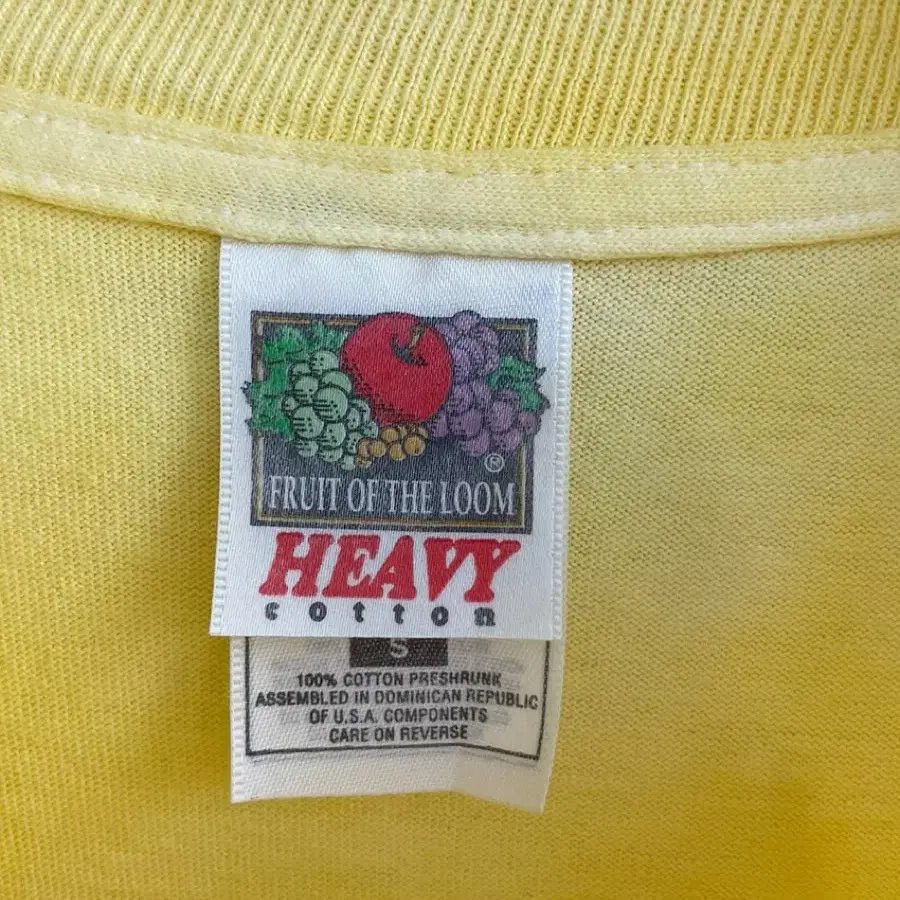 ®
FRUIT OF THE LOOM
HEAVY
cotton
S
100% COTTON PRESHRUNK
ASSEMBLED IN DOMINICAN REPUBLIC
OF U.S.A. COMPONENTS
CARE ON REVERSE